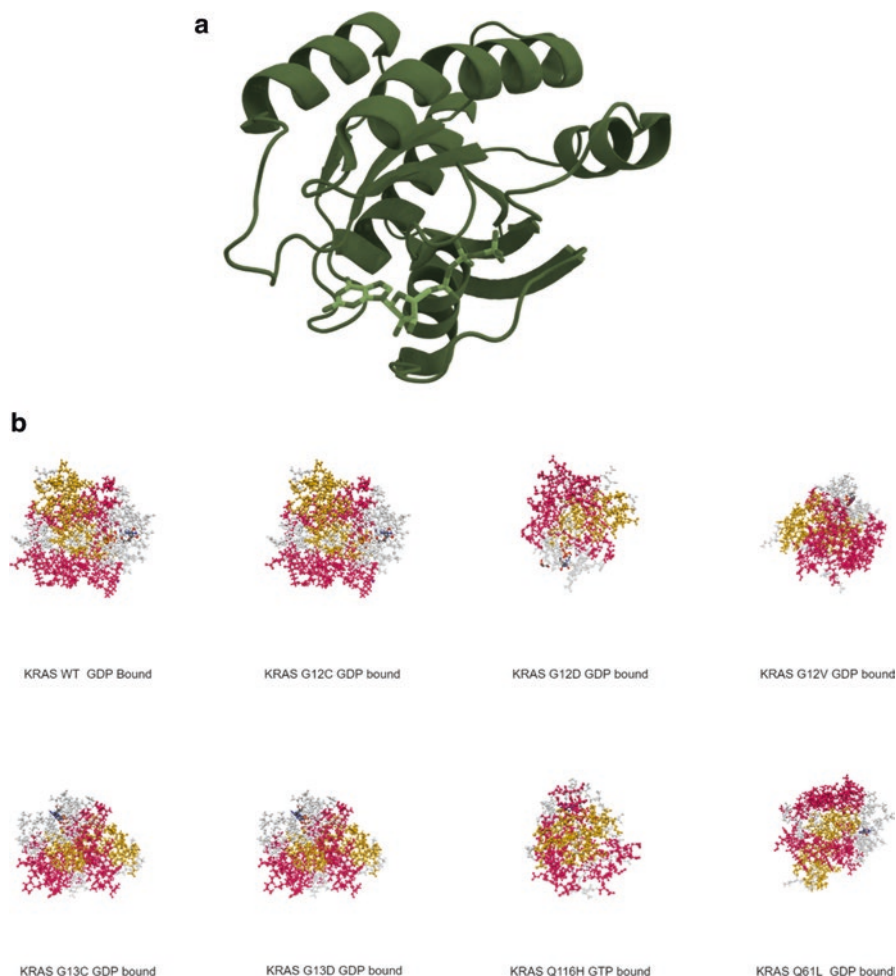 a
b
KRAS WT GDP Bound
KRAS G12C GDP bound
KRAS G12D GDP bound
KRAS G12V GDP bound
KRAS G13C GDP bound
KRAS G13D GDP bound
KRAS Q116H GTP bound
KRAS Q61L GDP bound